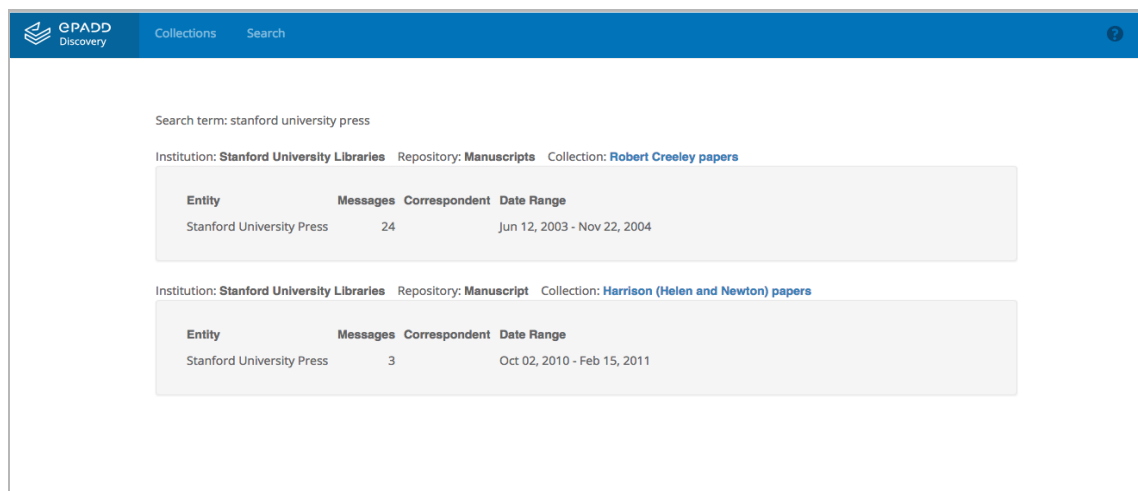 ePADD
Discovery
Collections Search
?
Search term: stanford university press
Institution: Stanford University Libraries Repository: Manuscripts Collection: Robert Creeley papers
Entity Messages Correspondent Date Range
Stanford University Press 24 Jun 12, 2003 - Nov 22, 2004
Institution: Stanford University Libraries Repository: Manuscript Collection: Harrison (Helen and Newton) papers
Entity Messages Correspondent Date Range
Stanford University Press 3 Oct 02, 2010 - Feb 15, 2011